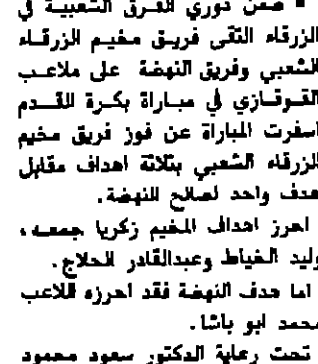 ضمن دوري الفرق الشعبية في
الزرقاء التقى فريق مخيم الزرقاء
الشعبي وفريق النهضة على ملاعب
القوقازي في مباراة بكرة القدم
اسفرت المباراة عن فوز فريق مخيم
الزرقاء الشعبي بثلاثة اهداف مقابل
هدف واحد لصالح النهضة.
احرز اهداف المخيم زكريا جمعه،
وليد الخياط وعبدالقادر الحلاج.
اما هدف النهضة فقد احرزه اللاعب
محمد ابو باشا.
تحت رعاية الدكتور سعود محمود